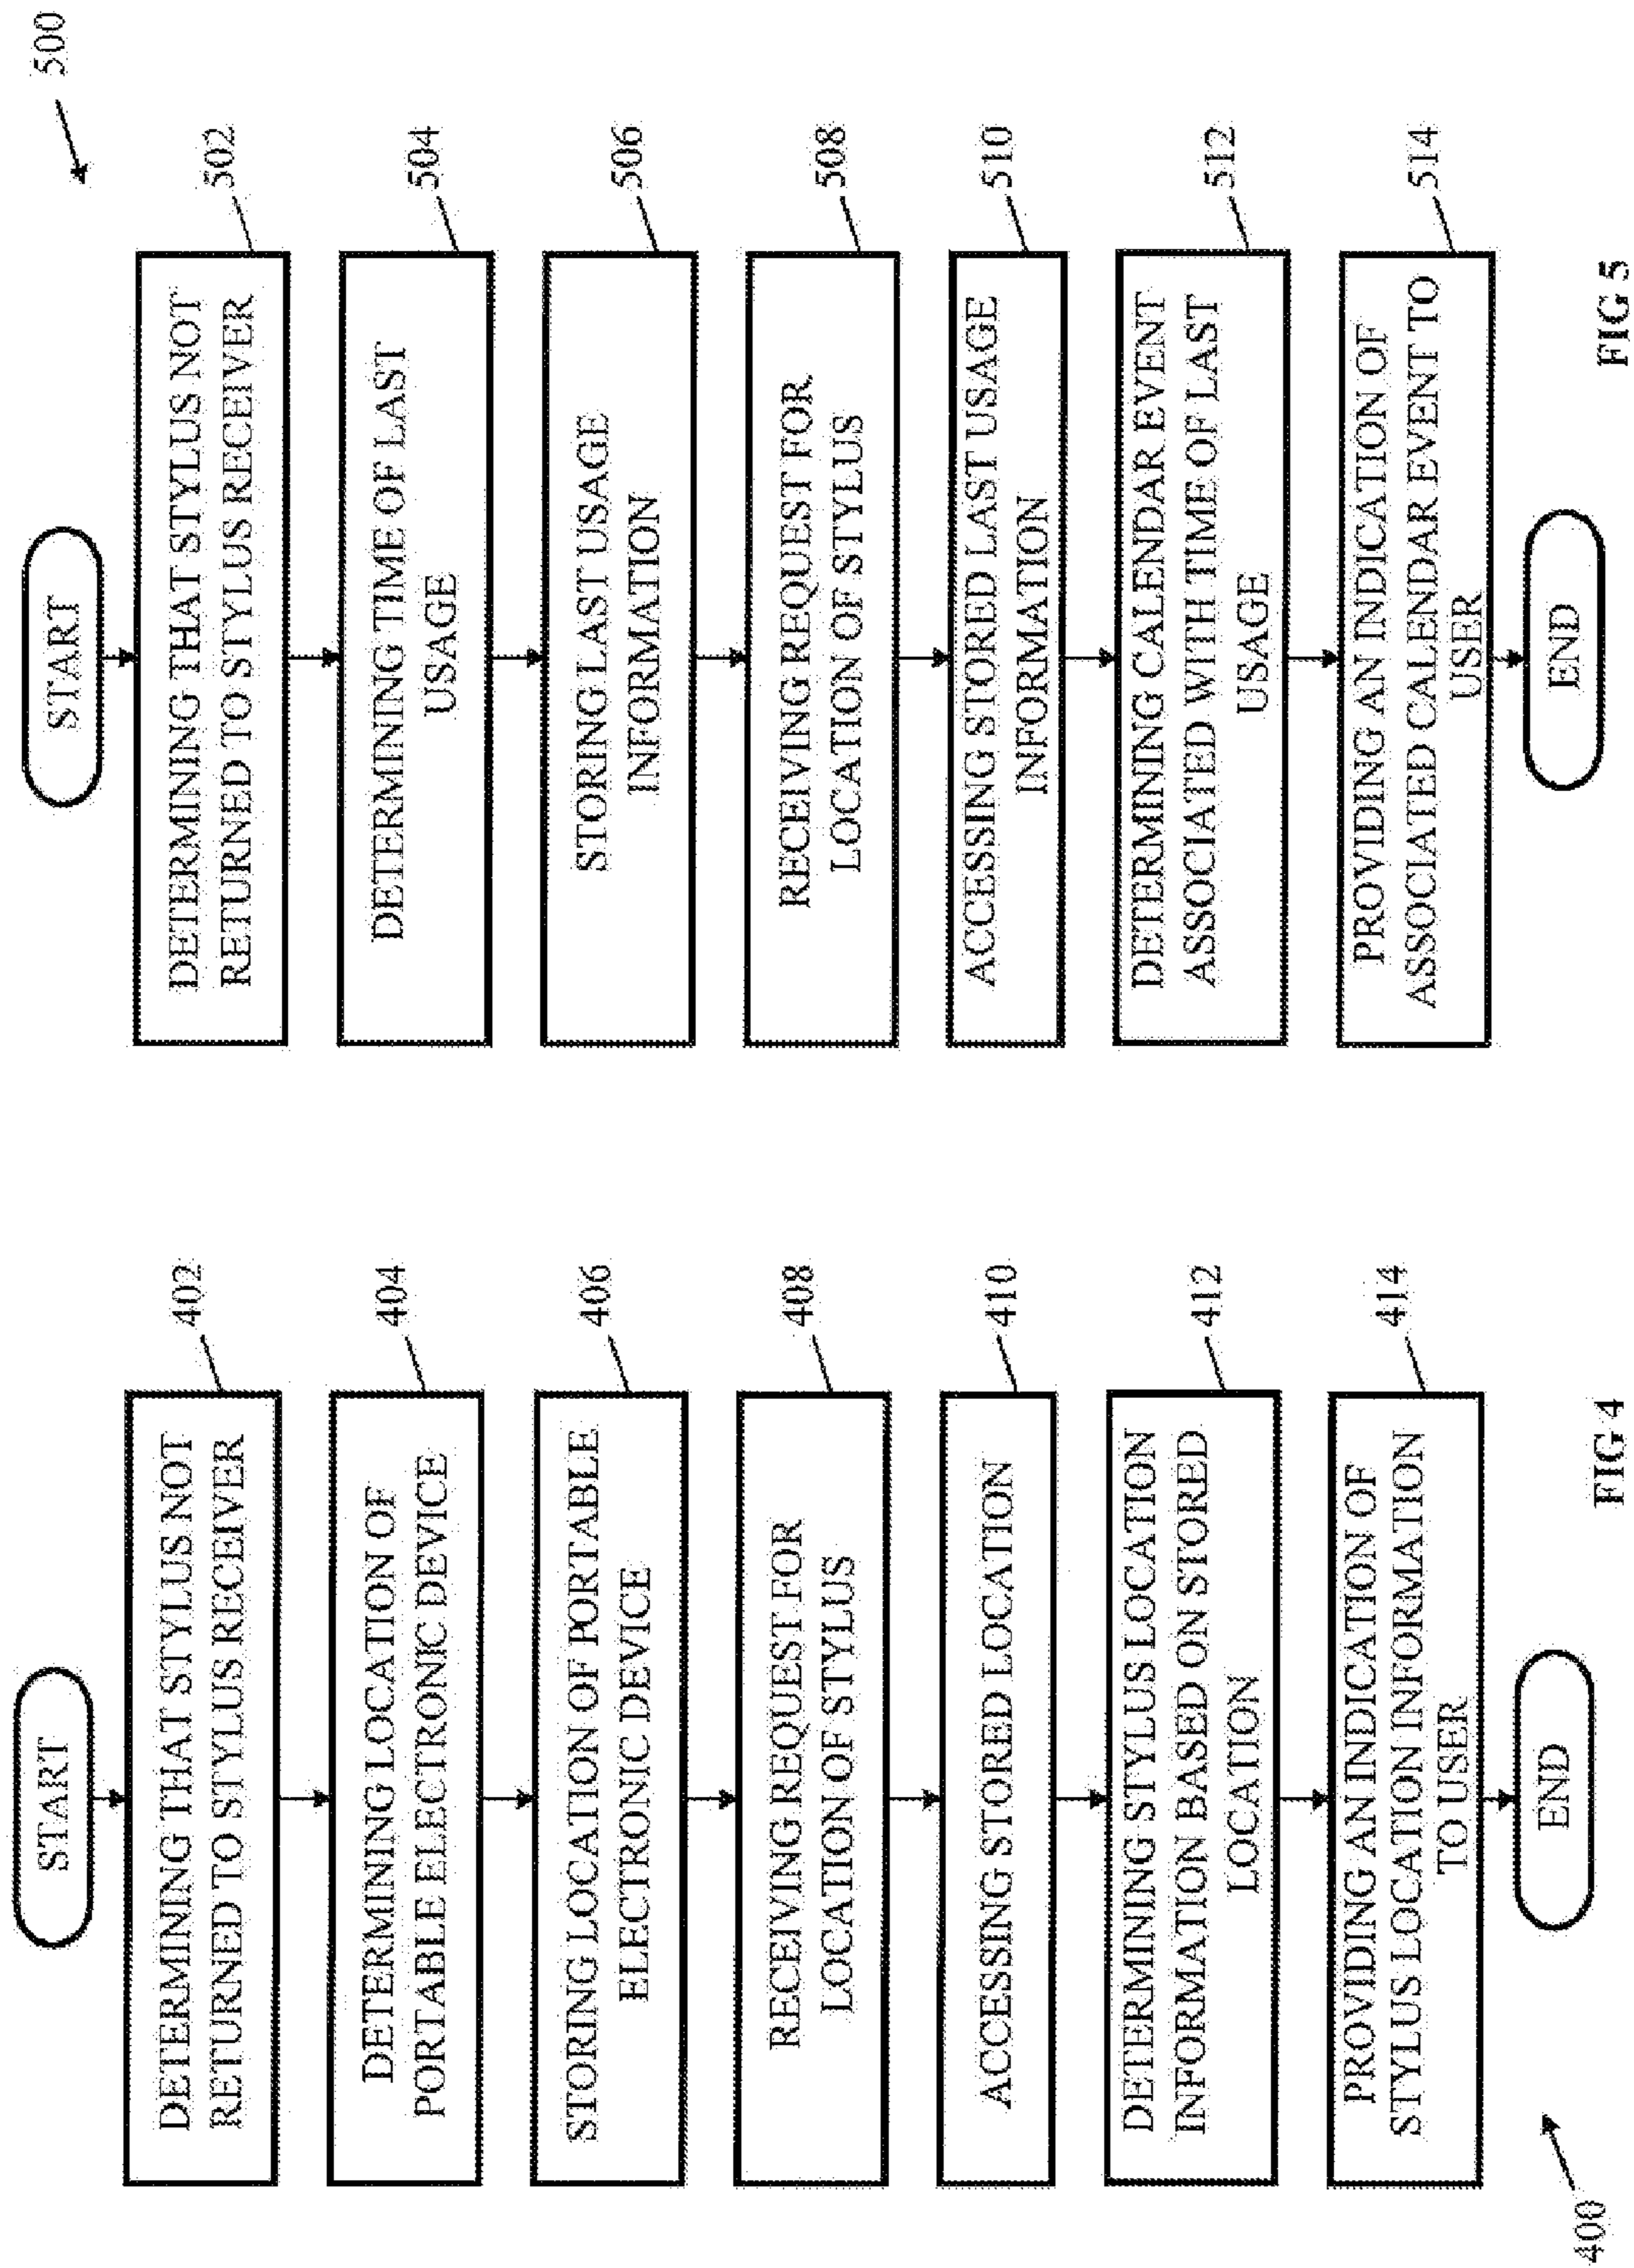 START
DETERMINING THAT STYLUS NOT
RETURNED TO STYLUS RECEIVER
402
DETERMINING LOCATION OF
PORTABLE ELECTRONIC DEVICE
404
STORING LOCATION OF PORTABLE
ELECTRONIC DEVICE
406
RECEIVING REQUEST FOR
LOCATION OF STYLUS
408
ACCESSING STORED LOCATION
410
DETERMINING STYLUS LOCATION
INFORMATION BASED ON STORED
LOCATION
412
PROVIDING AN INDICATION OF
STYLUS LOCATION INFORMATION
TO USER
414
END
400
FIG 4
500
START
DETERMINING THAT STYLUS NOT
RETURNED TO STYLUS RECEIVER
502
DETERMINING TIME OF LAST
USAGE
504
STORING LAST USAGE
INFORMATION
506
RECEIVING REQUEST FOR
LOCATION OF STYLUS
508
ACCESSING STORED LAST USAGE
INFORMATION
510
DETERMINING CALENDAR EVENT
ASSOCIATED WITH TIME OF LAST
USAGE
512
PROVIDING AN INDICATION OF
ASSOCIATED CALENDAR EVENT TO
USER
514
END
FIG 5